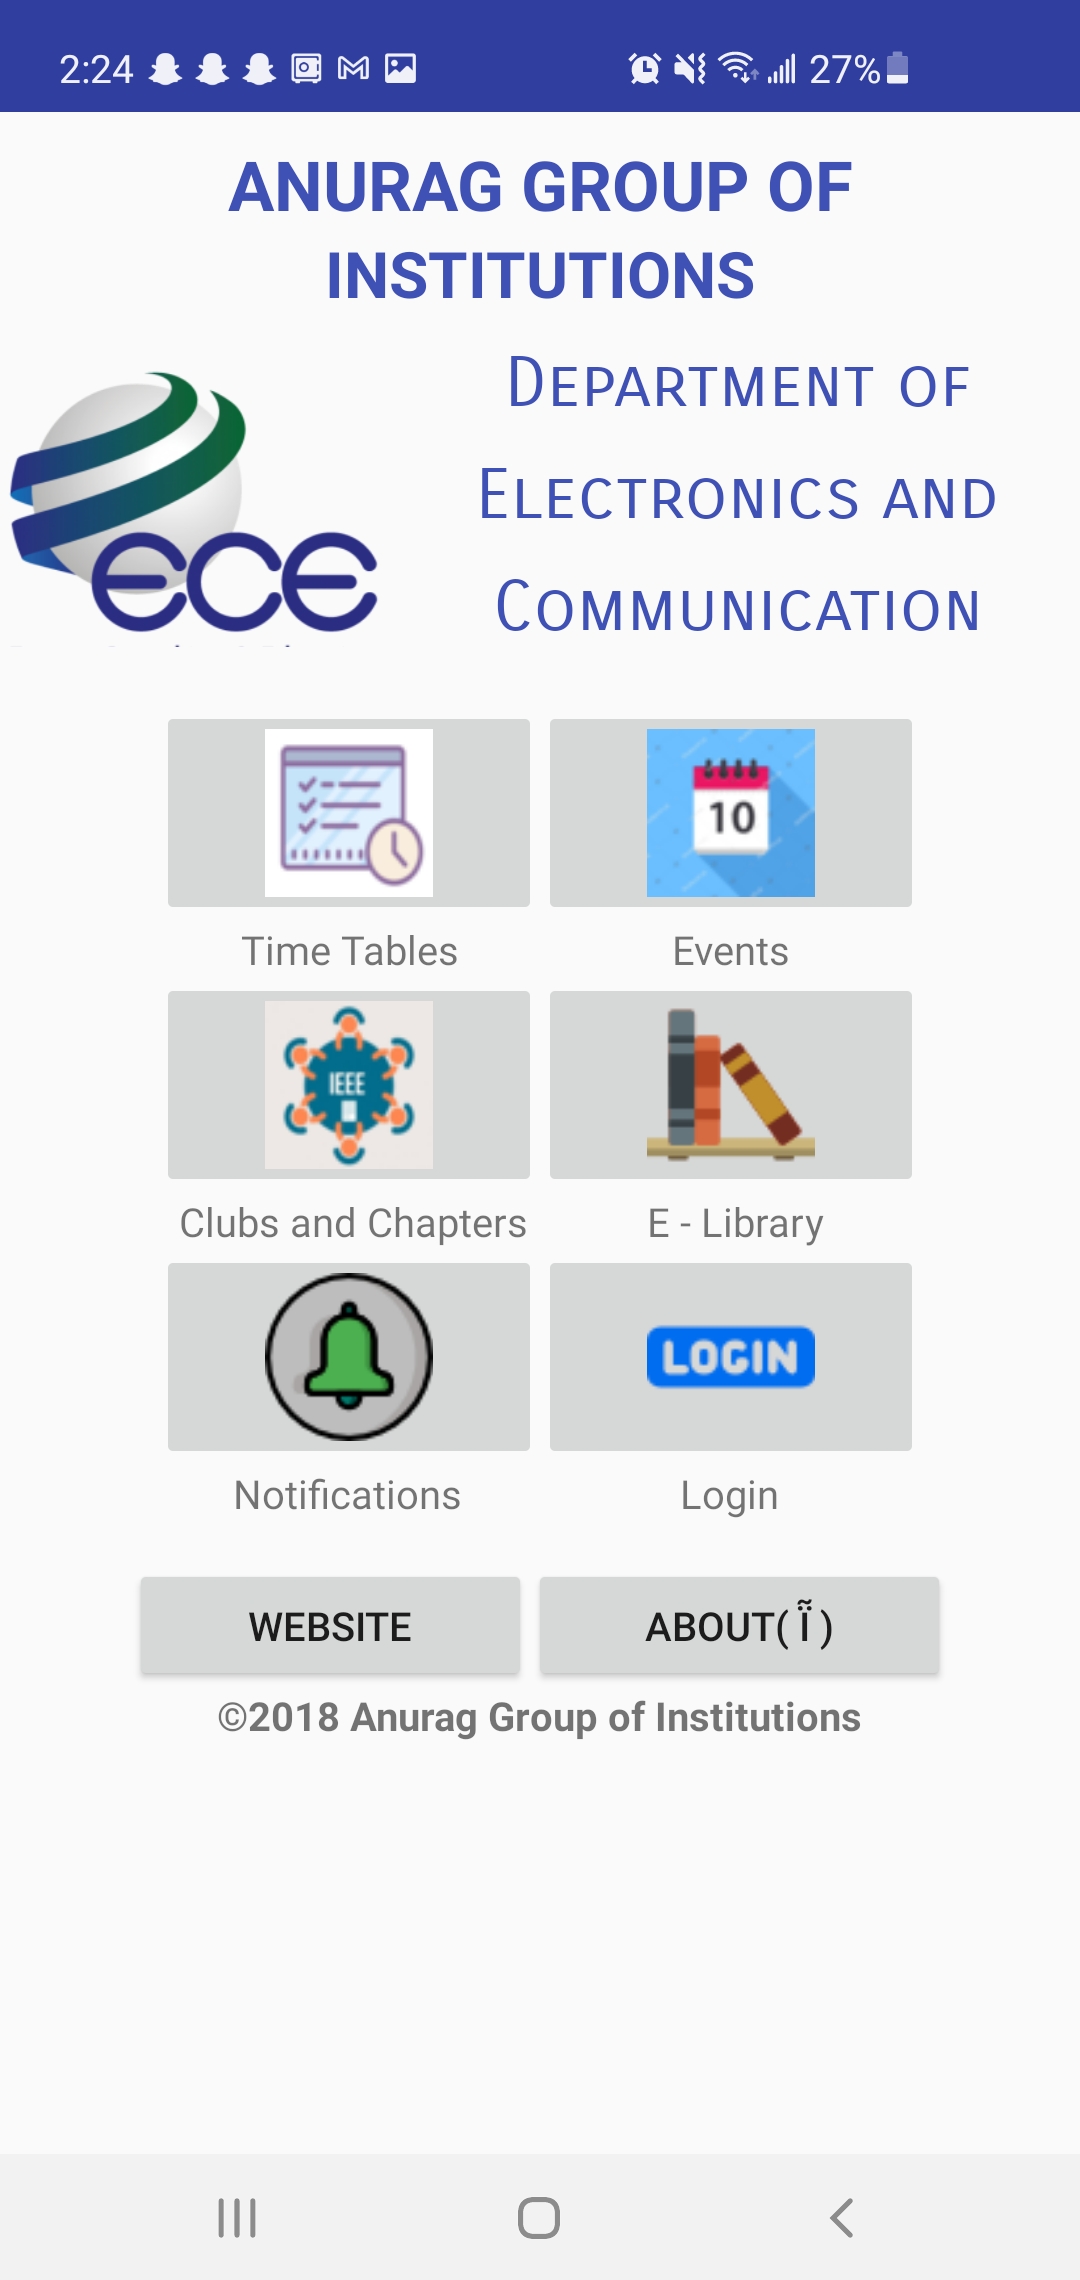 2:24
27%
ANURAG GROUP OF
INSTITUTIONS
ece
Department of
Electronics and
Communication
10
Time Tables
Events
IEEE
Clubs and Chapters
E - Library
LOGIN
Notifications
Login
WEBSITE
ABOUT( Ï̃ )
©2018 Anurag Group of Institutions